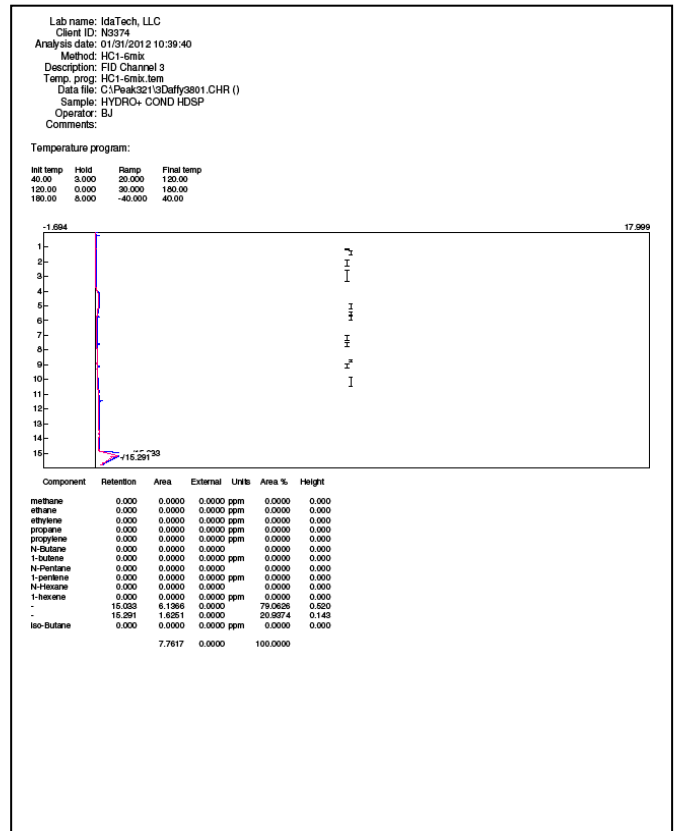 Lab name: IdaTech, LLC
Client ID: N3374
Analysis date: 01/31/2012 10:39:40
Method: HC1-6mix
Description: FID Channel 3
Temp. prog: HC1-6mix.tem
Data file: C:\Peak321\3Daffy3801.CHR ()
Sample: HYDRO+ COND HDSP
Operator: BJ
Comments:
Temperature program:
Init temp Hold Ramp Final temp
40.00 3.000 20.000 120.00
120.00 0.000 30.000 180.00
180.00 8.000 -40.000 40.00
-1.694 17.999
1
2
3
4
5
6
7
8
9
10
11
12
13
14
15
15.291
Component Retention Area External Units Area % Height
methane 0.000 0.0000 0.0000 ppm 0.0000 0.000
ethane 0.000 0.0000 0.0000 ppm 0.0000 0.000
ethylene 0.000 0.0000 0.0000 ppm 0.0000 0.000
propane 0.000 0.0000 0.0000 ppm 0.0000 0.000
propylene 0.000 0.0000 0.0000 ppm 0.0000 0.000
N-Butane 0.000 0.0000 0.0000 0.0000 0.000
1-butene 0.000 0.0000 0.0000 ppm 0.0000 0.000
N-Pentane 0.000 0.0000 0.0000 0.0000 0.000
1-pentene 0.000 0.0000 0.0000 ppm 0.0000 0.000
N-Hexane 0.000 0.0000 0.0000 0.0000 0.000
1-hexene 0.000 0.0000 0.0000 ppm 0.0000 0.000
- 15.033 6.1366 0.0000 79.0626 0.520
- 15.291 1.6251 0.0000 20.9374 0.143
Iso-Butane 0.000 0.0000 0.0000 ppm 0.0000 0.000
7.7617 0.0000 100.0000